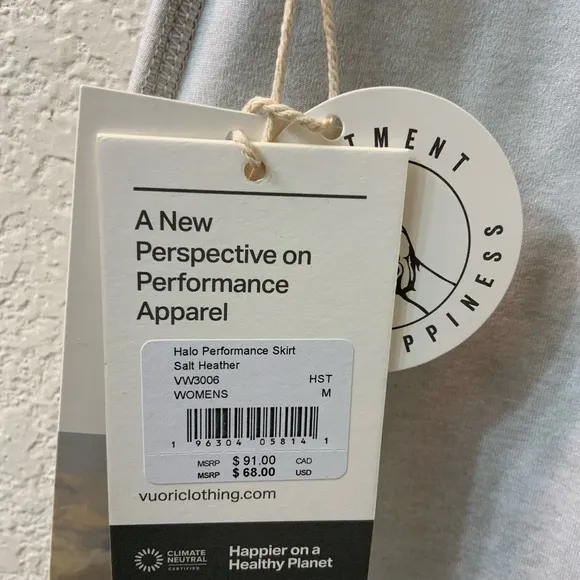 A New
Perspective on
Performance
Apparel
Halo Performance Skirt
Salt Heather
VW3006 HST
WOMENS M
1 96304 05814 1
MSRP $ 91.00 CAD
MSRP $ 68.00 USD
vuoriclothing.com
CLIMATE
NEUTRAL
CERTIFIED
Happier on a
Healthy Planet
TMENT
PPINESS